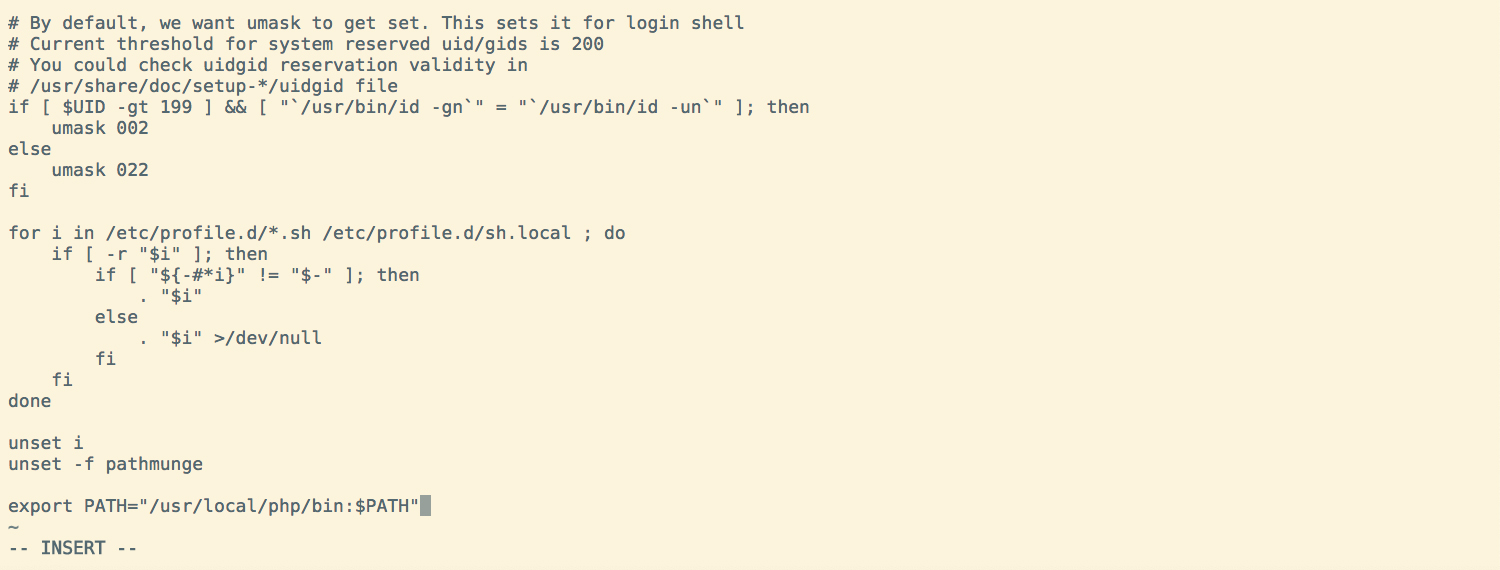 # By default, we want umask to get set. This sets it for login shell
# Current threshold for system reserved uid/gids is 200
# You could check uidgid reservation validity in
# /usr/share/doc/setup-*/uidgid file
if [ $UID -gt 199 ] && [ "`/usr/bin/id -gn`" = "`/usr/bin/id -un`" ]; then
    umask 002
else
    umask 022
fi

for i in /etc/profile.d/*.sh /etc/profile.d/sh.local ; do
    if [ -r "$i" ]; then
        if [ "${-#*i}" != "$-" ]; then
            . "$i"
        else
            . "$i" >/dev/null
        fi
    fi
done

unset i
unset -f pathmunge

export PATH="/usr/local/php/bin:$PATH"
~
-- INSERT --